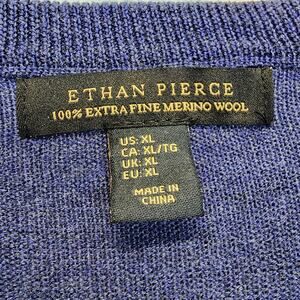 ETHAN PIERCE
100% EXTRA FINE MERINO WOOL
US: XL
CA: XL/TG
UK: XL
EU: XL
MADE IN
CHINA